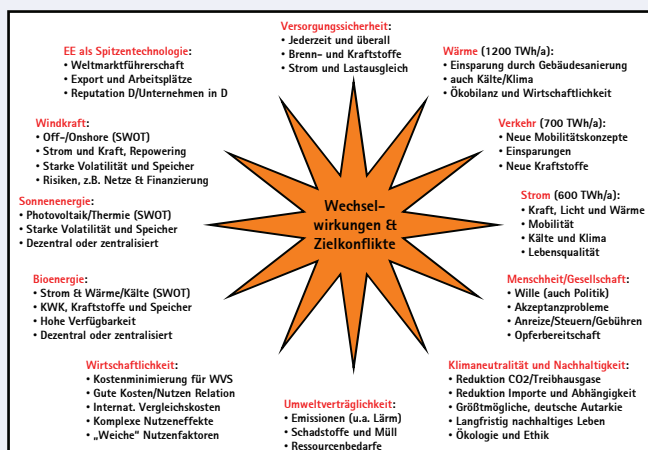 Versorgungssicherheit:
• Jederzeit und überall
• Brenn- und Kraftstoffe
• Strom und Lastausgleich
EE als Spitzentechnologie:
• Weltmarktführerschaft
• Export und Arbeitsplätze
• Reputation D/Unternehmen in D
Wärme (1200 TWh/a):
• Einsparung durch Gebäudesanierung
• auch Kälte/Klima
• Ökobilanz und Wirtschaftlichkeit
Windkraft:
• Off-/Onshore (SWOT)
• Strom und Kraft, Repowering
• Starke Volatilität und Speicher
• Risiken, z.B. Netze & Finanzierung
Verkehr (700 TWh/a):
• Neue Mobilitätskonzepte
• Einsparungen
• Neue Kraftstoffe
Sonnenenergie:
• Photovoltaik/Thermie (SWOT)
• Starke Volatilität und Speicher
• Dezentral oder zentralisiert
Wechsel-
wirkungen &
Zielkonflikte
Strom (600 TWh/a):
• Kraft, Licht und Wärme
• Mobilität
• Kälte und Klima
• Lebensqualität
Bioenergie:
• Strom & Wärme/Kälte (SWOT)
• KWK, Kraftstoffe und Speicher
• Hohe Verfügbarkeit
• Dezentral oder zentralisiert
Menschheit/Gesellschaft:
• Wille (auch Politik)
• Akzeptanzprobleme
• Anreize/Steuern/Gebühren
• Opferbereitschaft
Wirtschaftlichkeit:
• Kostenminimierung für WVS
• Gute Kosten/Nutzen Relation
• Internat. Vergleichskosten
• Komplexe Nutzeneffekte
• „Weiche" Nutzenfaktoren
Umweltverträglichkeit:
• Emissionen (u.a. Lärm)
• Schadstoffe und Müll
• Ressourcenbedarfe
Klimaneutralität und Nachhaltigkeit:
• Reduktion CO2/Treibhausgase
• Reduktion Importe und Abhängigkeit
• Größtmögliche, deutsche Autarkie
• Langfristig nachhaltiges Leben
• Ökologie und Ethik